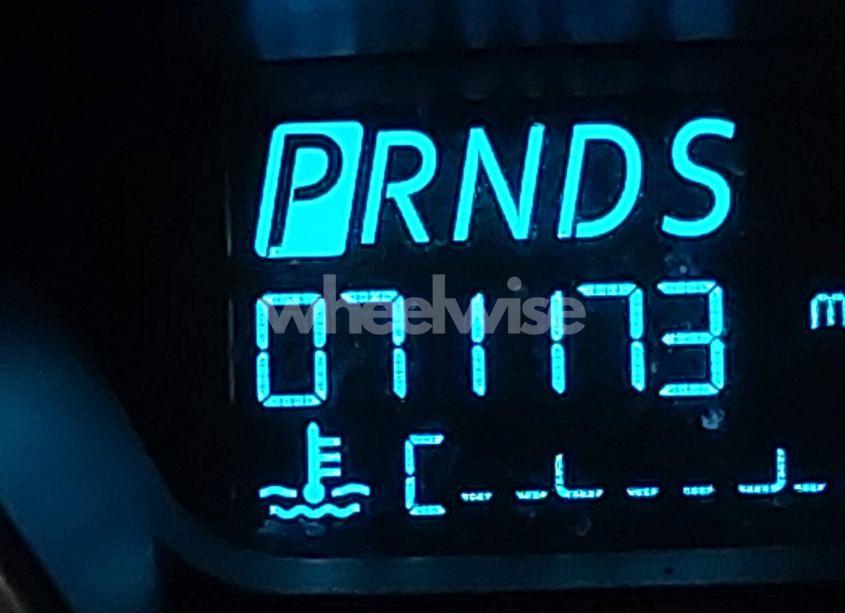 PRNDS
wheelwise
071173 m
C